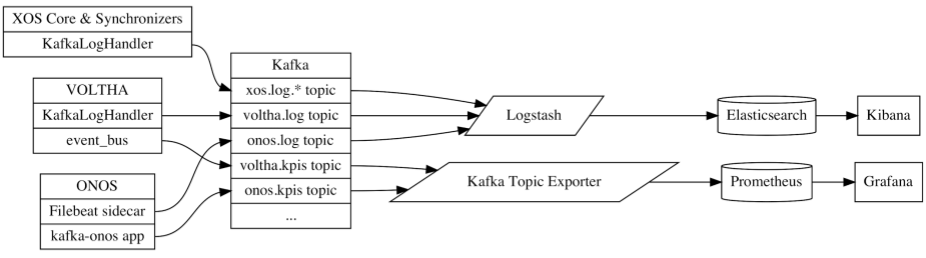 XOS Core & Synchronizers
KafkaLogHandler
VOLTHA
KafkaLogHandler
event_bus
ONOS
Filebeat sidecar
kafka-onos app
Kafka
xos.log.* topic
voltha.log topic
onos.log topic
voltha.kpis topic
onos.kpis topic
...
Logstash
Kafka Topic Exporter
Elasticsearch
Prometheus
Kibana
Grafana